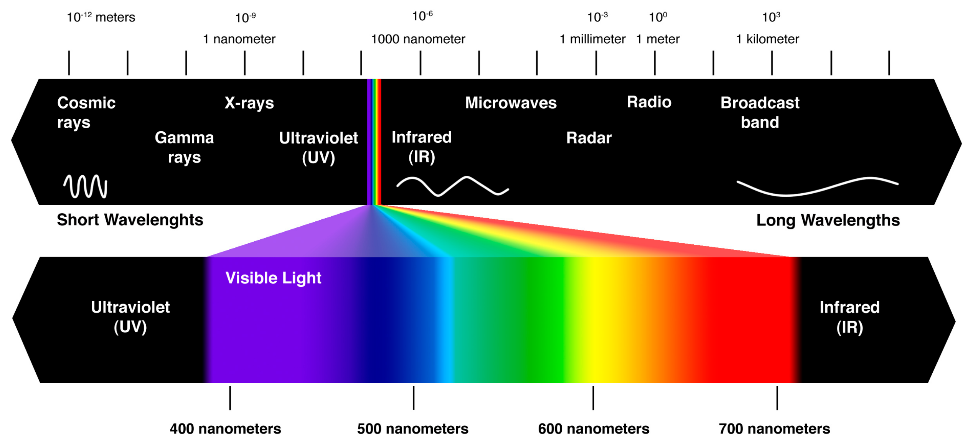 10⁻¹² meters
10⁻⁹
10⁻⁶
10⁻³
10⁰
10³
1 nanometer
1000 nanometer
1 millimeter
1 meter
1 kilometer
Cosmic
rays
X-rays
Microwaves
Radio
Broadcast
band
Gamma
rays
Ultraviolet
(UV)
Infrared
(IR)
Radar
Short Wavelenghts
Long Wavelengths
Visible Light
Ultraviolet
(UV)
Infrared
(IR)
400 nanometers
500 nanometers
600 nanometers
700 nanometers